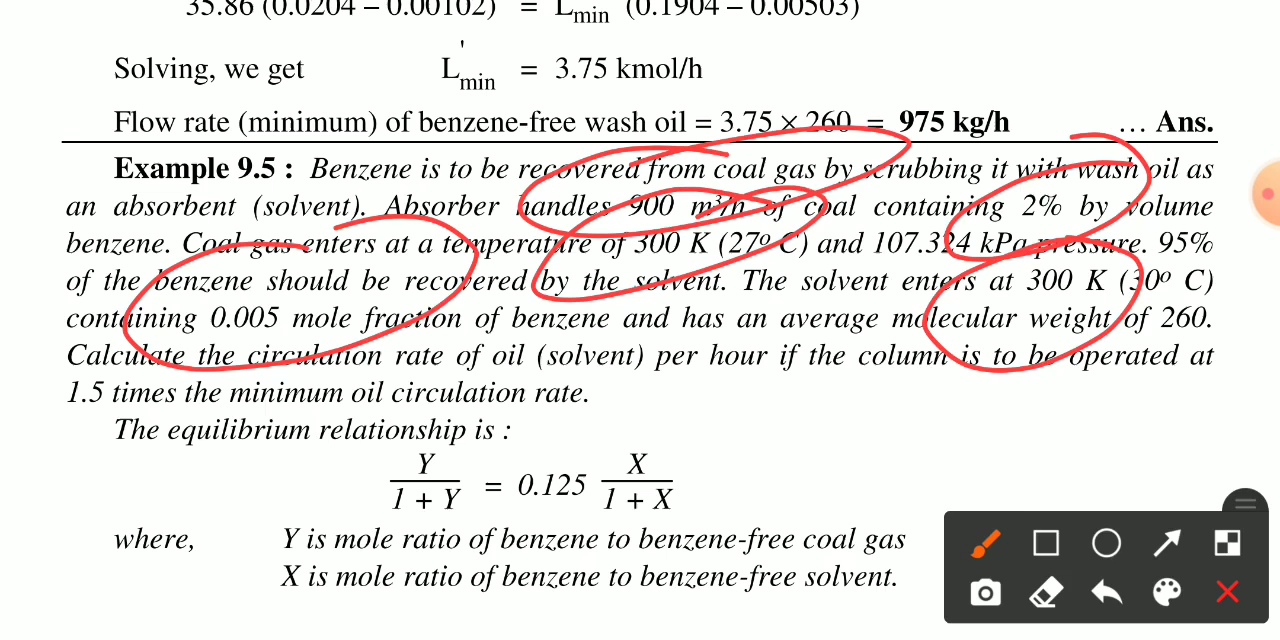 35.86 (0.0204 – 0.00102) = Lmin (0.1904 – 0.00503)
Solving, we get L'min = 3.75 kmol/h
Flow rate (minimum) of benzene-free wash oil = 3.75 × 260 = 975 kg/h … Ans.
Example 9.5 : Benzene is to be recovered from coal gas by scrubbing it with wash oil as
an absorbent (solvent). Absorber handles 900 m³/h of coal containing 2% by volume
benzene. Coal gas enters at a temperature of 300 K (27º C) and 107.324 kPa pressure. 95%
of the benzene should be recovered by the solvent. The solvent enters at 300 K (30º C)
containing 0.005 mole fraction of benzene and has an average molecular weight of 260.
Calculate the circulation rate of oil (solvent) per hour if the column is to be operated at
1.5 times the minimum oil circulation rate.
The equilibrium relationship is :
Y / 1 + Y = 0.125 X / 1 + X
where, Y is mole ratio of benzene to benzene-free coal gas
X is mole ratio of benzene to benzene-free solvent.